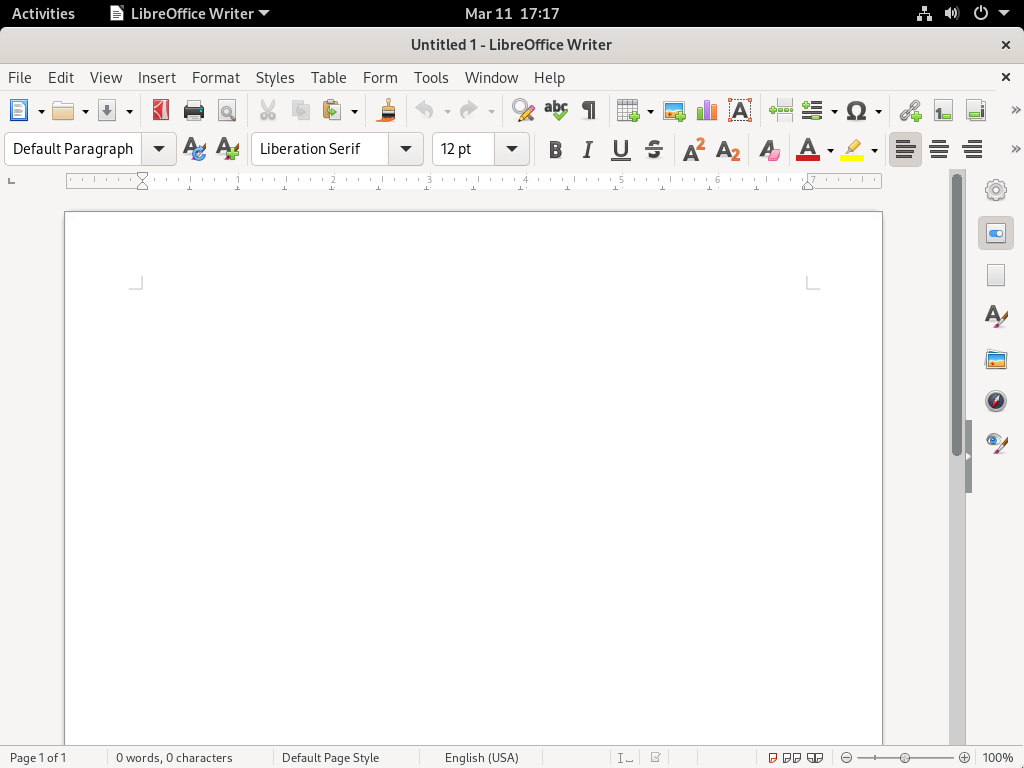 Activities LibreOffice Writer Mar 11 17:17
Untitled 1 - LibreOffice Writer
File Edit View Insert Format Styles Table Form Tools Window Help
Default Paragraph Liberation Serif 12 pt
1 2 3 4 5 6 7
Page 1 of 1 0 words, 0 characters Default Page Style English (USA) 100%